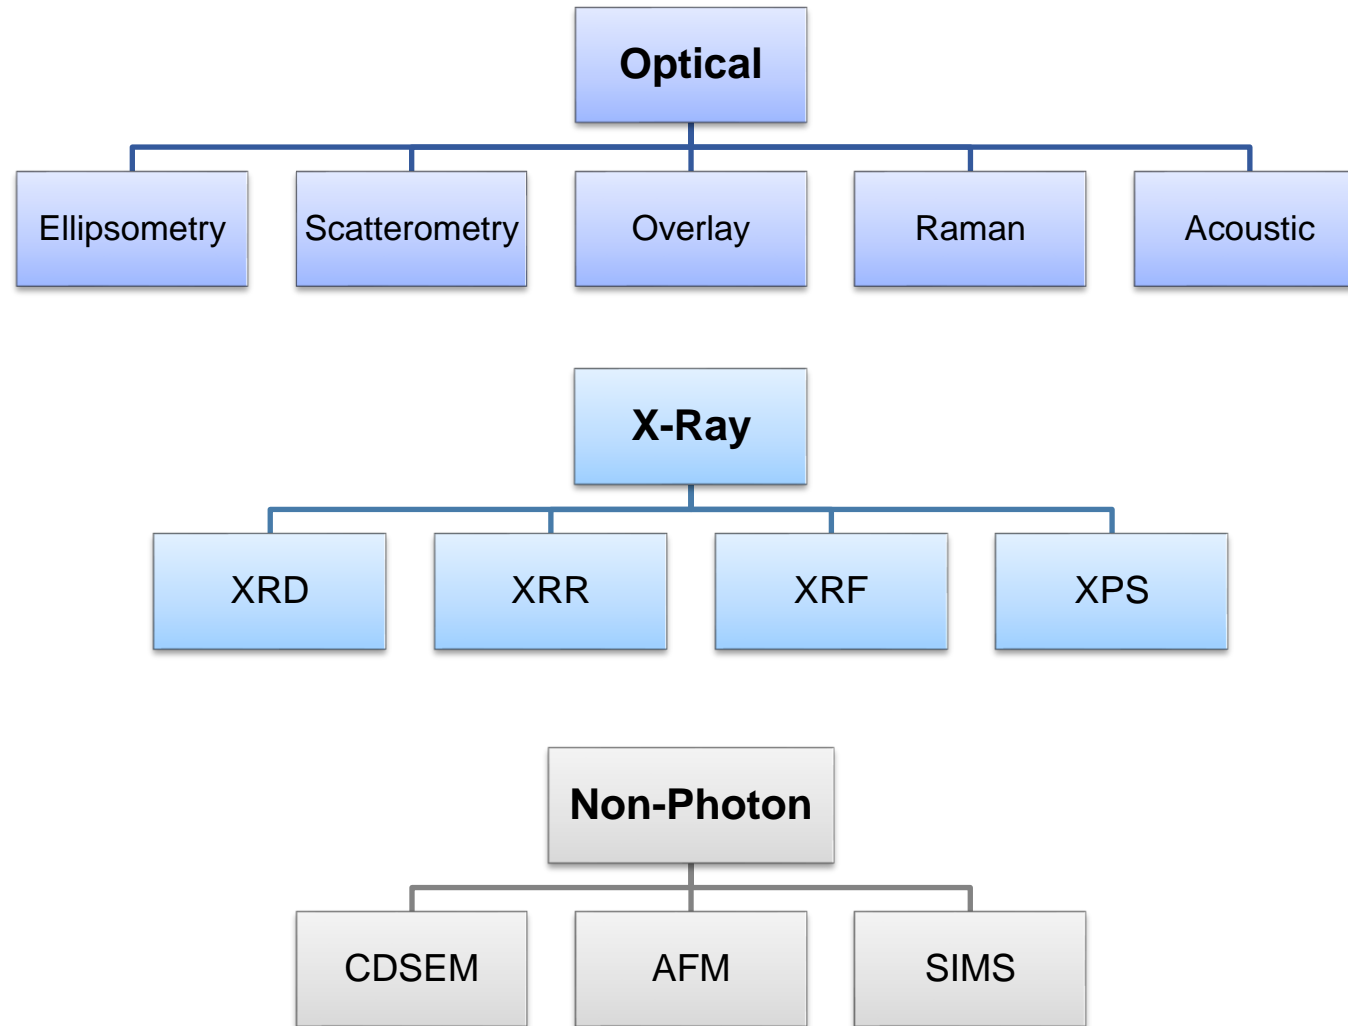 Optical
Ellipsometry
Scatterometry
Overlay
Raman
Acoustic
X-Ray
XRD
XRR
XRF
XPS
Non-Photon
CDSEM
AFM
SIMS